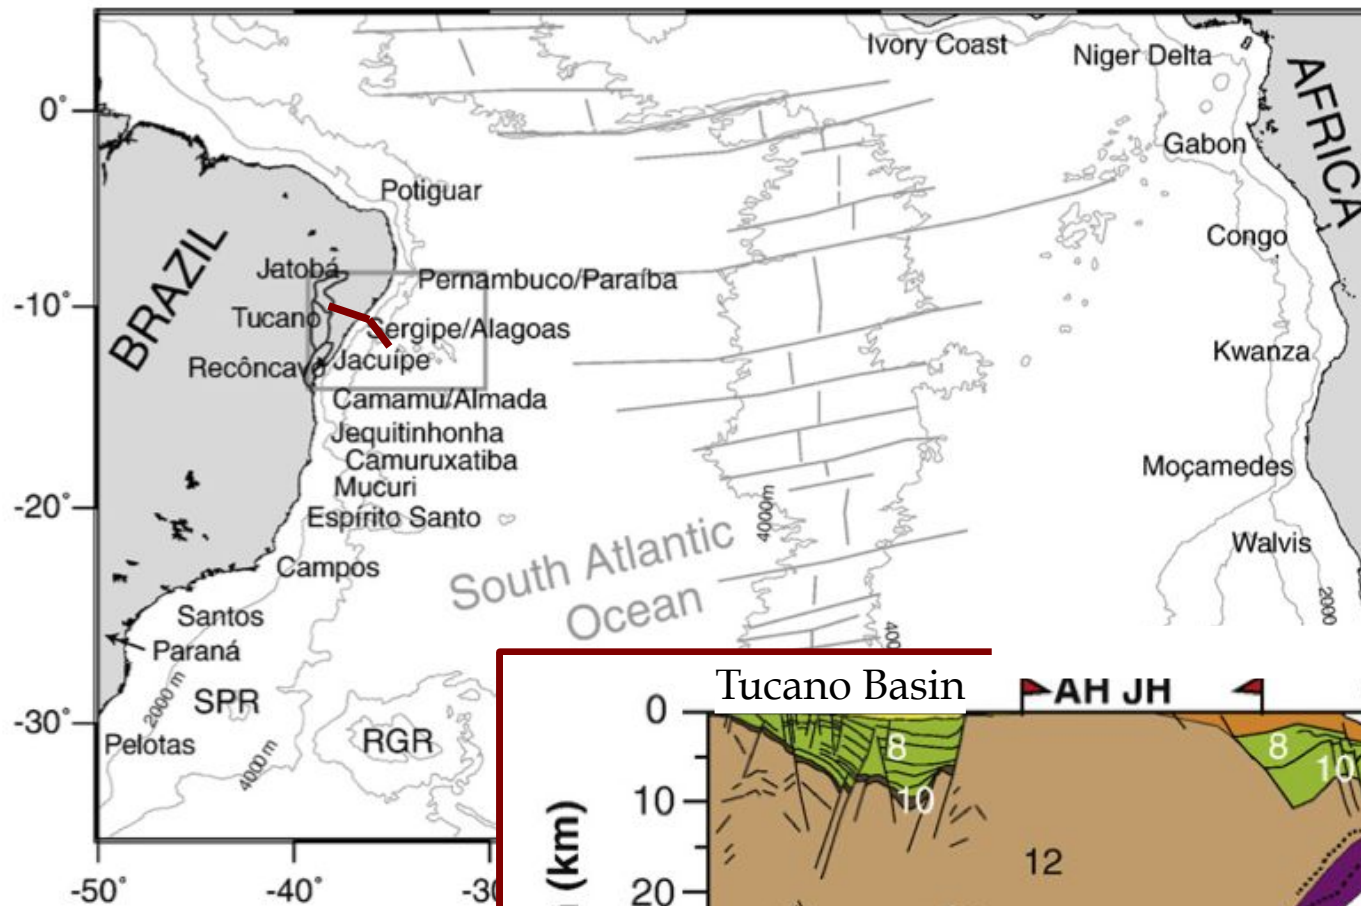 Ivory Coast
Niger Delta
AFRICA
0°
Gabon
Potiguar
BRAZIL
Congo
Jatobá
Pernambuco/Paraíba
-10°
Tucano
Sergipe/Alagoas
Kwanza
Recôncavo
Jacuípe
Camamu/Almada
Jequitinhonha
Camuruxatiba
Moçamedes
Mucuri
-20°
Espírito Santo
4000m
South Atlantic
Ocean
Walvis
Campos
2000
Santos
400
Paraná
2000 m
SPR
-30°
RGR
Pelotas
4000 m
-50°
-40°
-30
Tucano Basin
AH JH
0
8
8
10
10
10
12
20
(km)